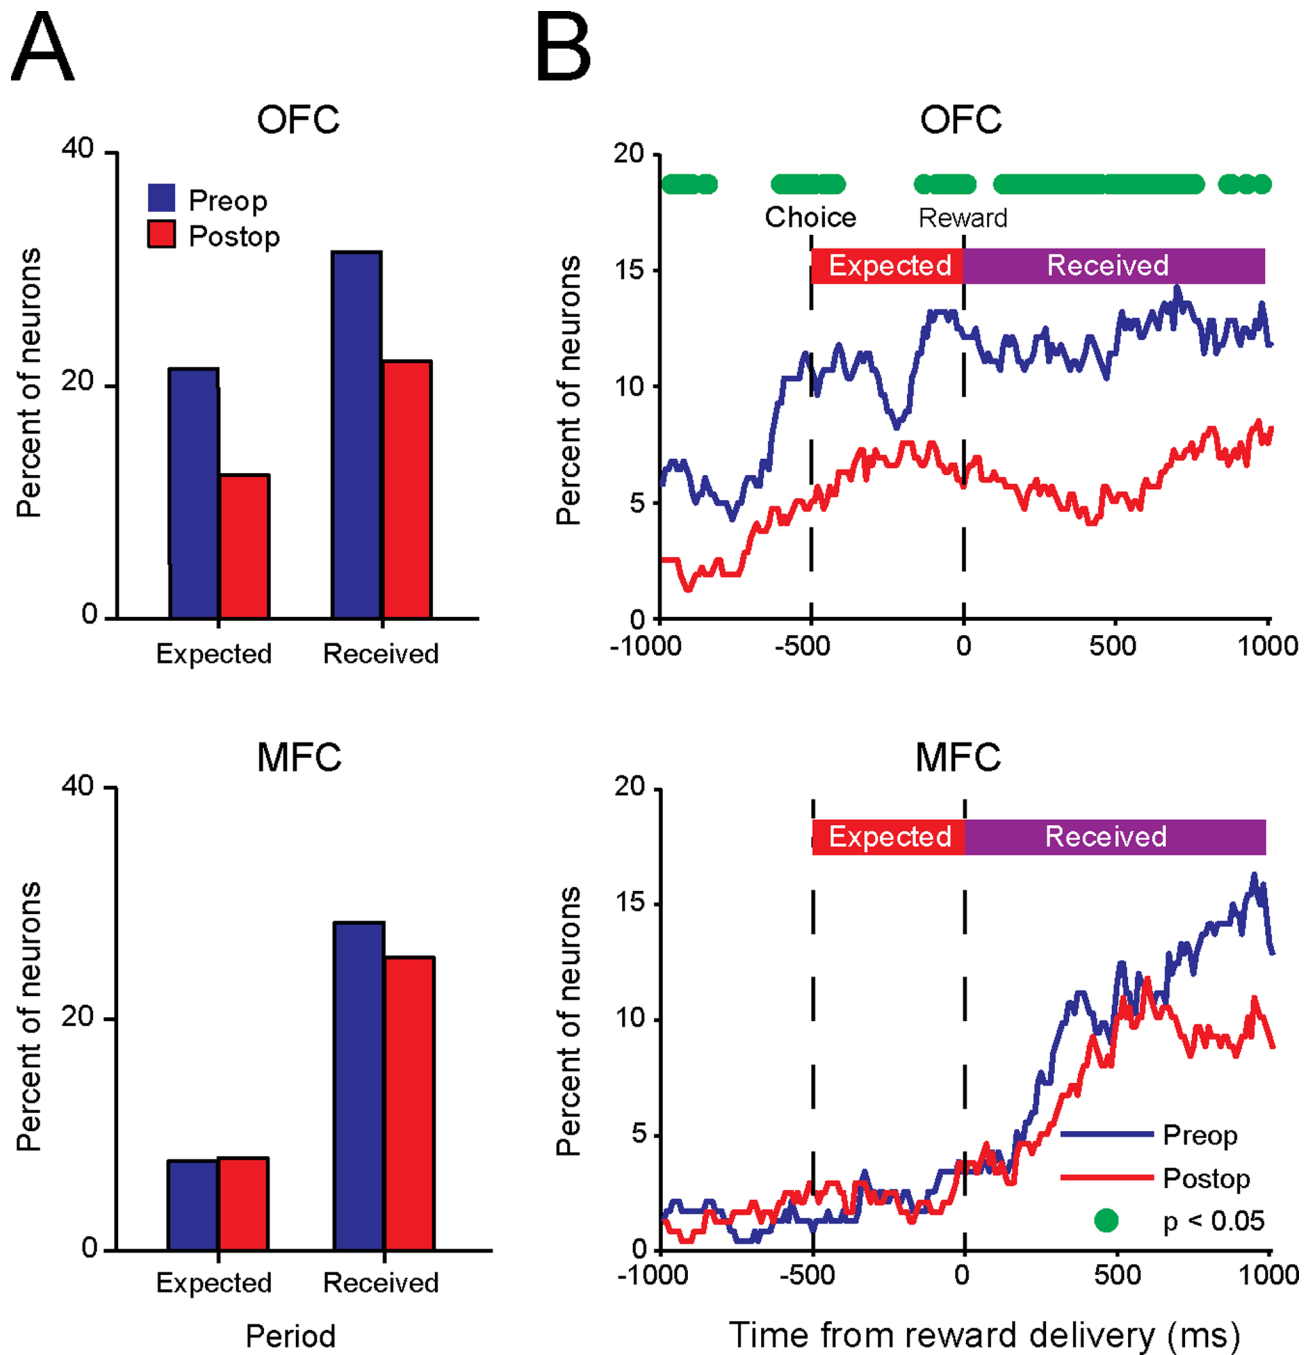 A
OFC
40
20
0
Percent of neurons
Preop
Postop
Expected
Received
B
OFC
20
15
10
5
0
Percent of neurons
Choice
Reward
Expected
Received
-1000
-500
0
500
1000
MFC
40
20
0
Percent of neurons
Expected
Received
Period
MFC
20
15
10
5
0
Percent of neurons
Expected
Received
Preop
Postop
p < 0.05
-1000
-500
0
500
1000
Time from reward delivery (ms)